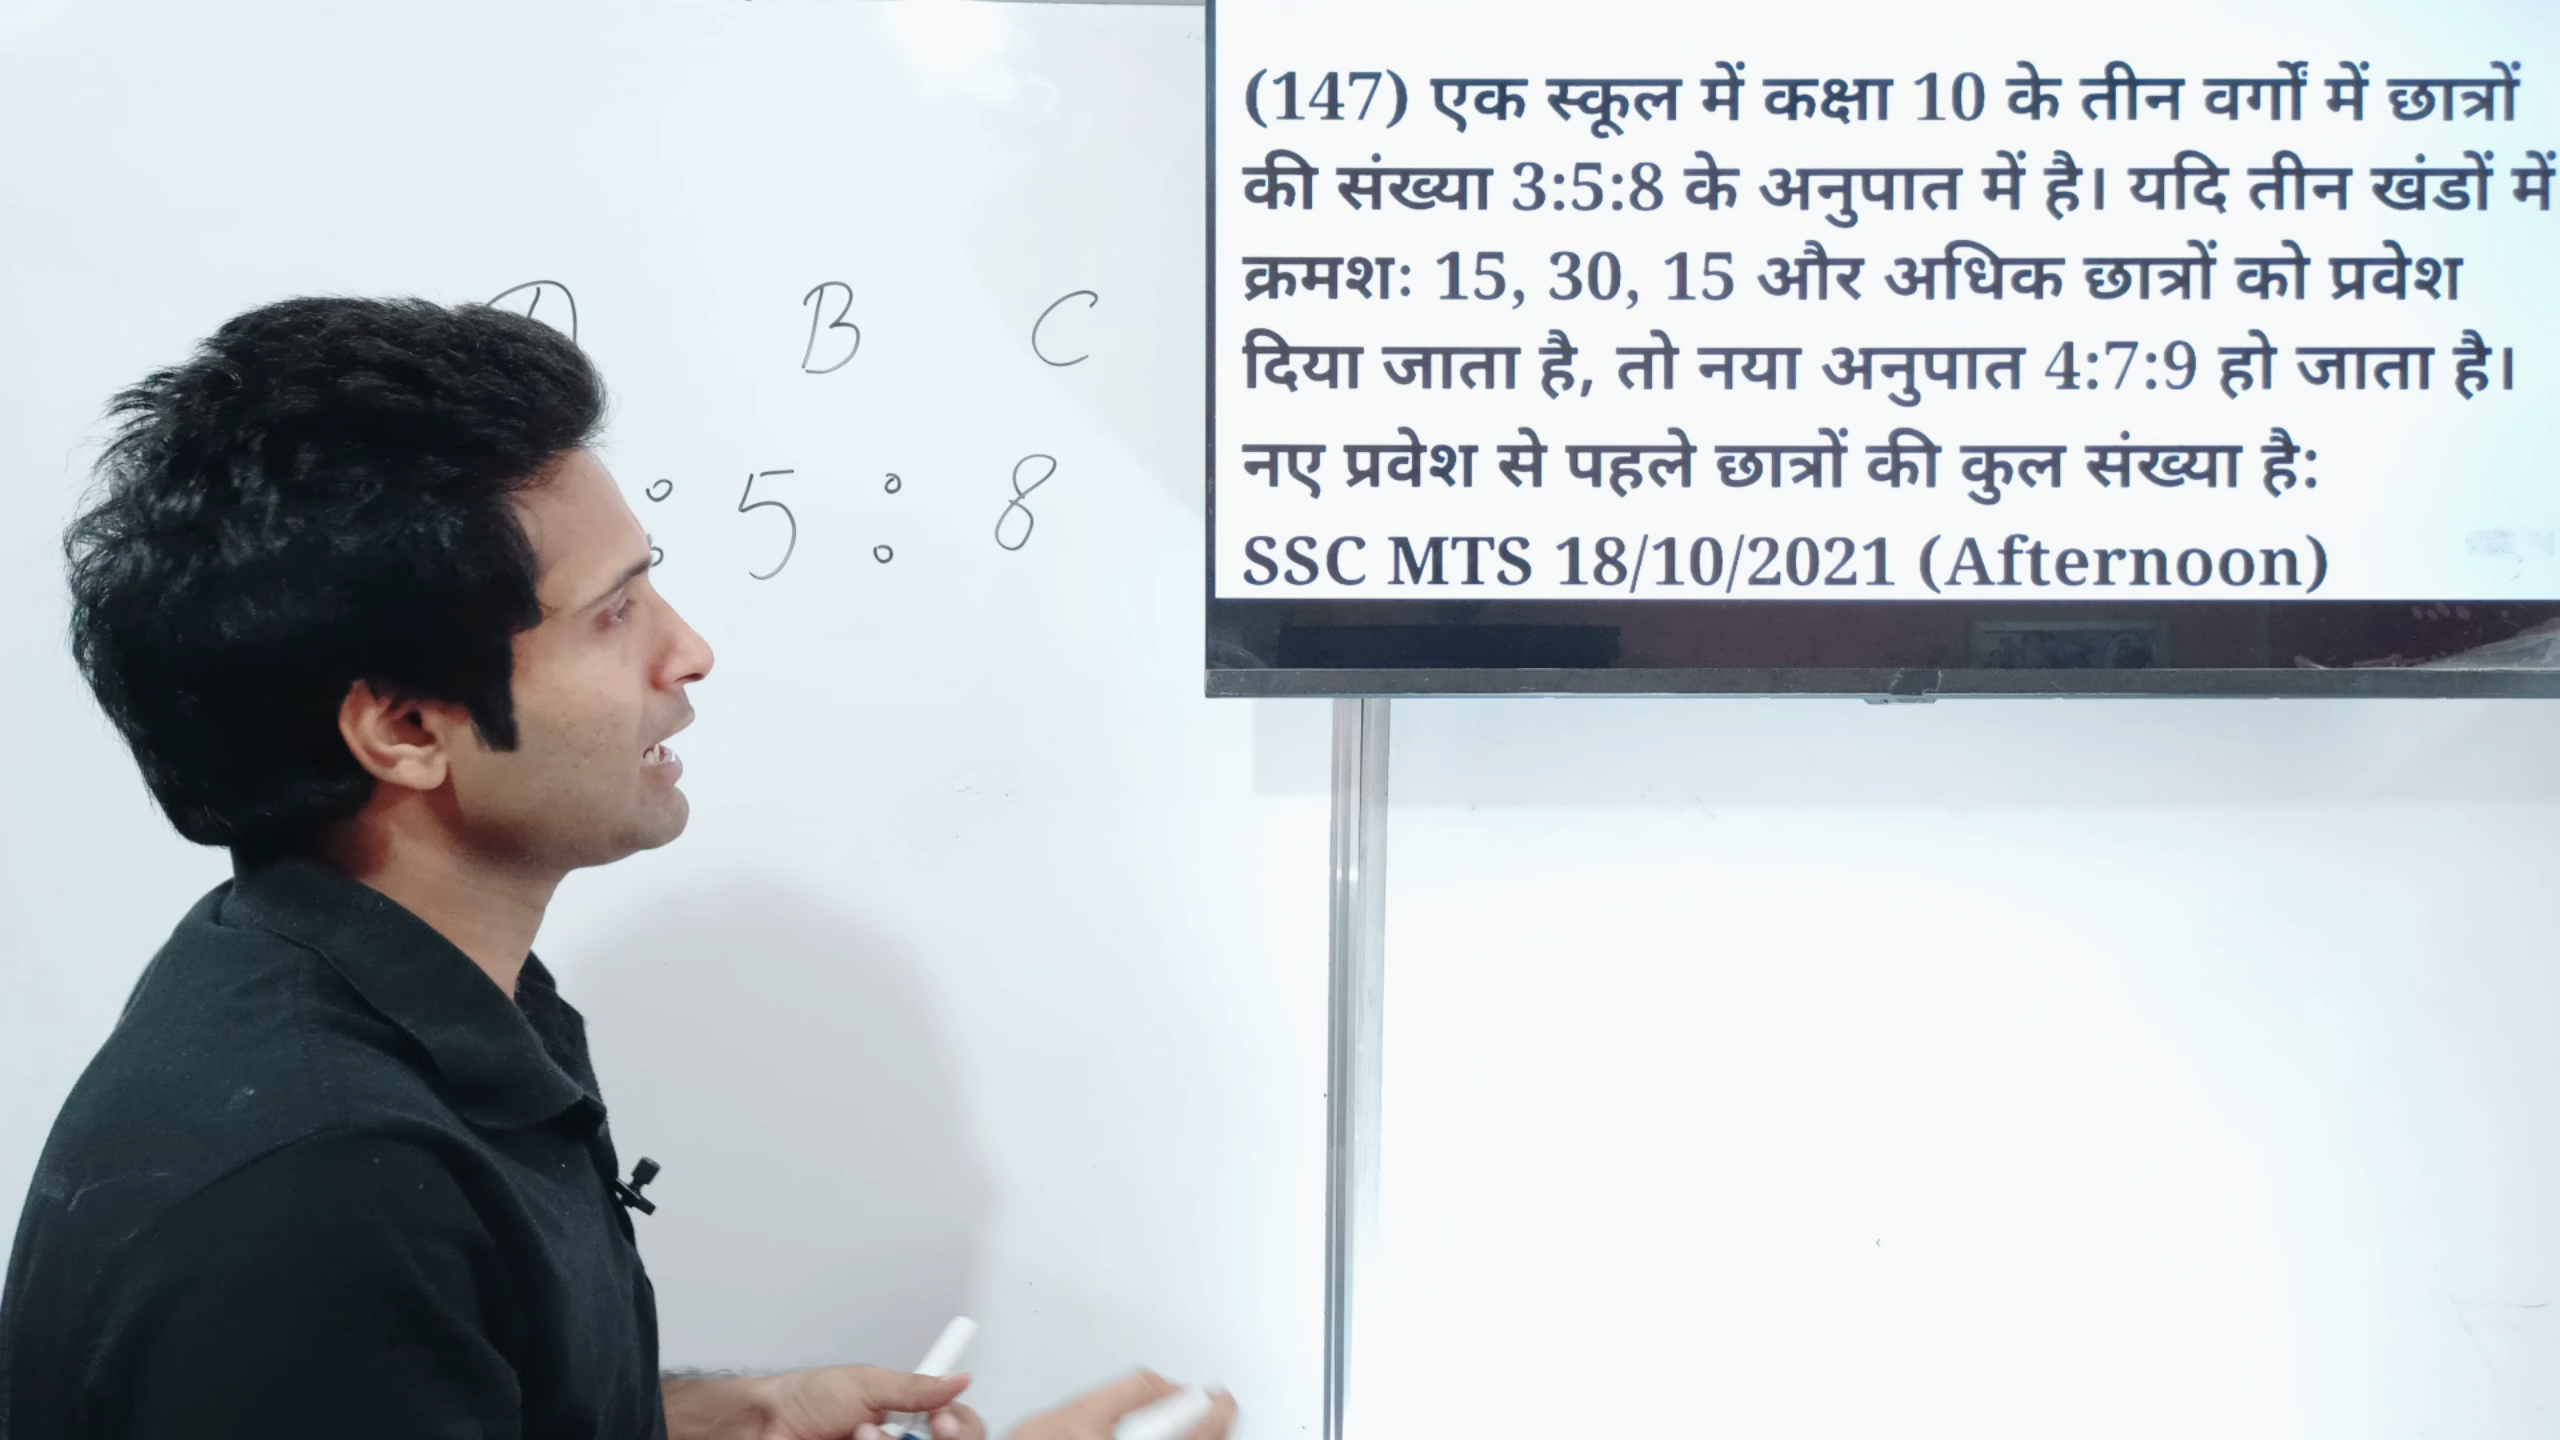 B C
: 5 : 8
(147) एक स्कूल में कक्षा 10 के तीन वर्गों में छात्रों
की संख्या 3:5:8 के अनुपात में है। यदि तीन खंडों में
क्रमशः 15, 30, 15 और अधिक छात्रों को प्रवेश
दिया जाता है, तो नया अनुपात 4:7:9 हो जाता है।
नए प्रवेश से पहले छात्रों की कुल संख्या है:
SSC MTS 18/10/2021 (Afternoon)